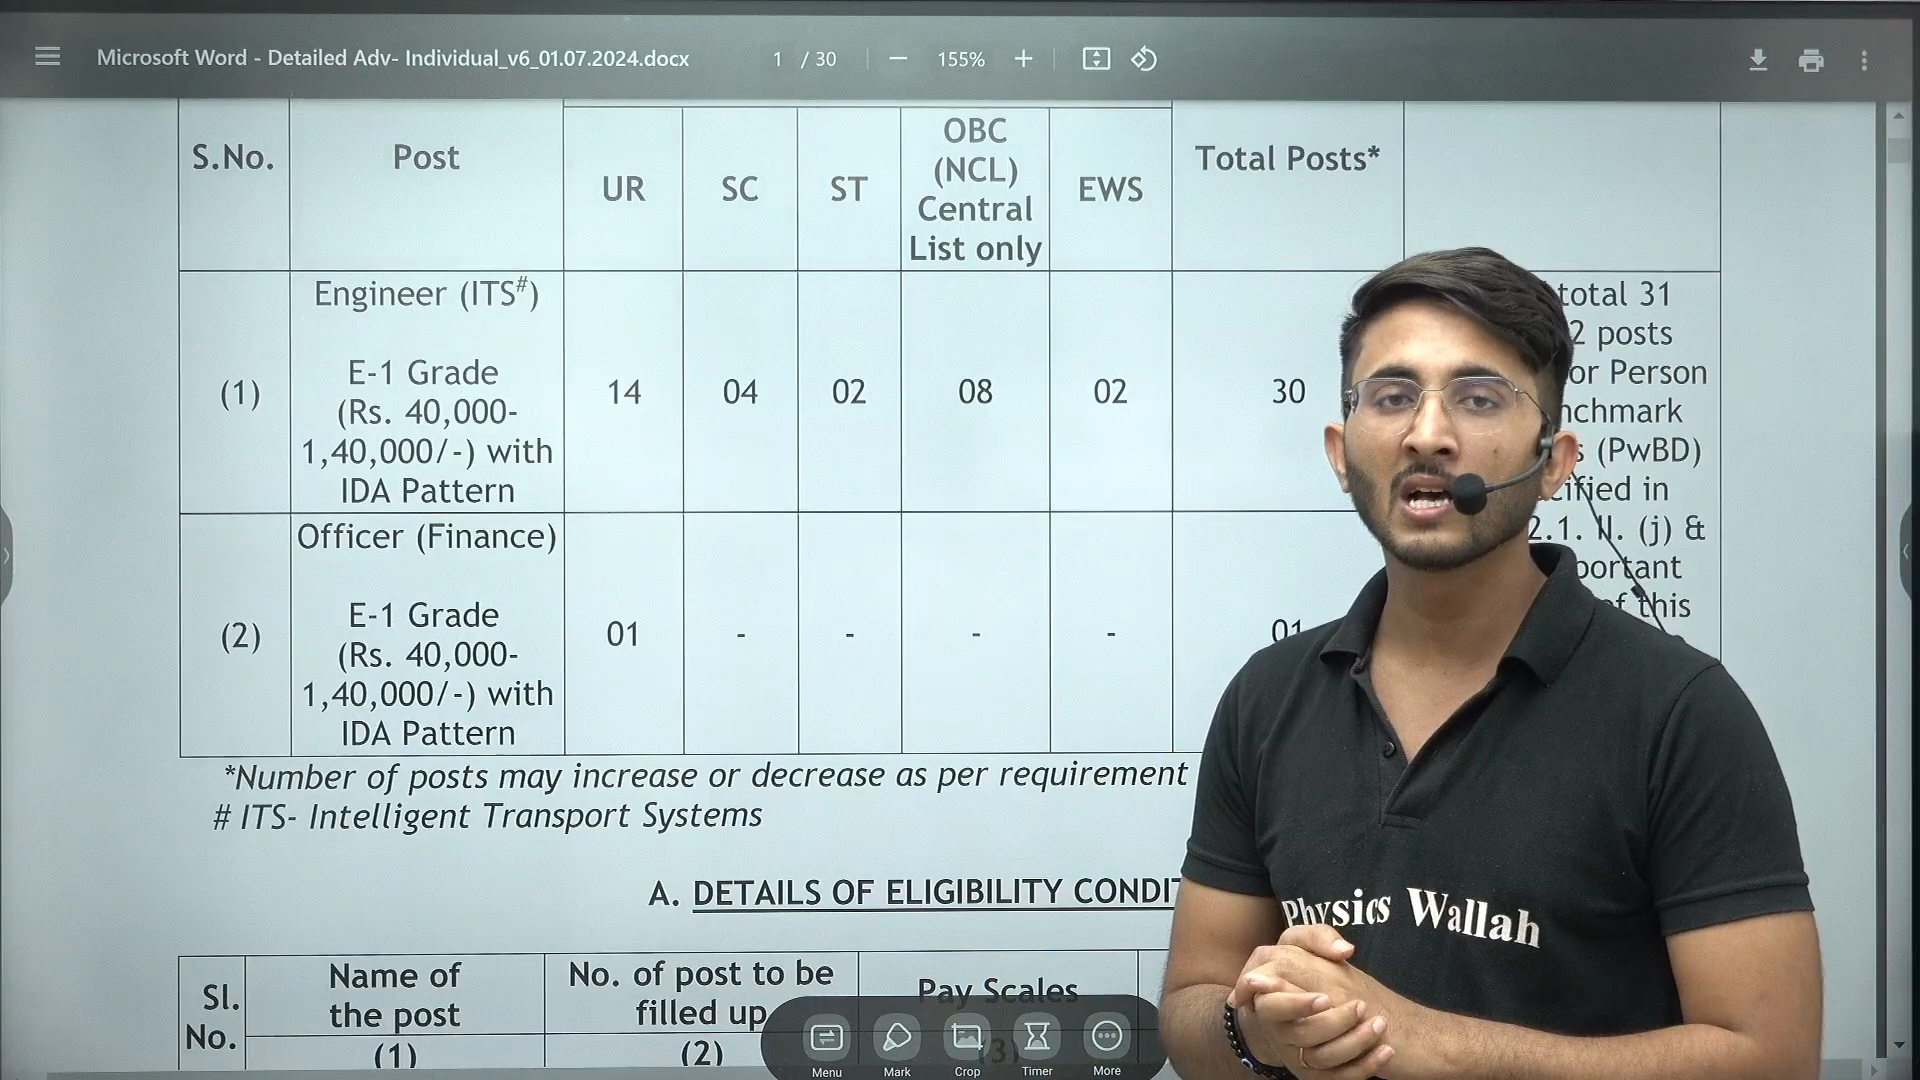 Microsoft Word - Detailed Adv- Individual_v6_01.07.2024.docx
1 / 30
155%
S.No.
Post
UR
SC
ST
OBC
(NCL)
Central
List only
EWS
Total Posts*
(1)
Engineer (ITS#)
E-1 Grade
(Rs. 40,000-
1,40,000/-) with
IDA Pattern
14
04
02
08
02
30
total 31
2 posts
or Person
(PwBD)
in
2.1. II. (j) &
this
(2)
Officer (Finance)
E-1 Grade
(Rs. 40,000-
1,40,000/-) with
IDA Pattern
01
-
-
-
-
01
*Number of posts may increase or decrease as per requirement
# ITS- Intelligent Transport Systems
A. DETAILS OF ELIGIBILITY
Sl.
No.
Name of
the post
(1)
No. of post to be
filled up
(2)
Pay Scales
(3)
Menu
Mark
Crop
Timer
More
Physics Wallah